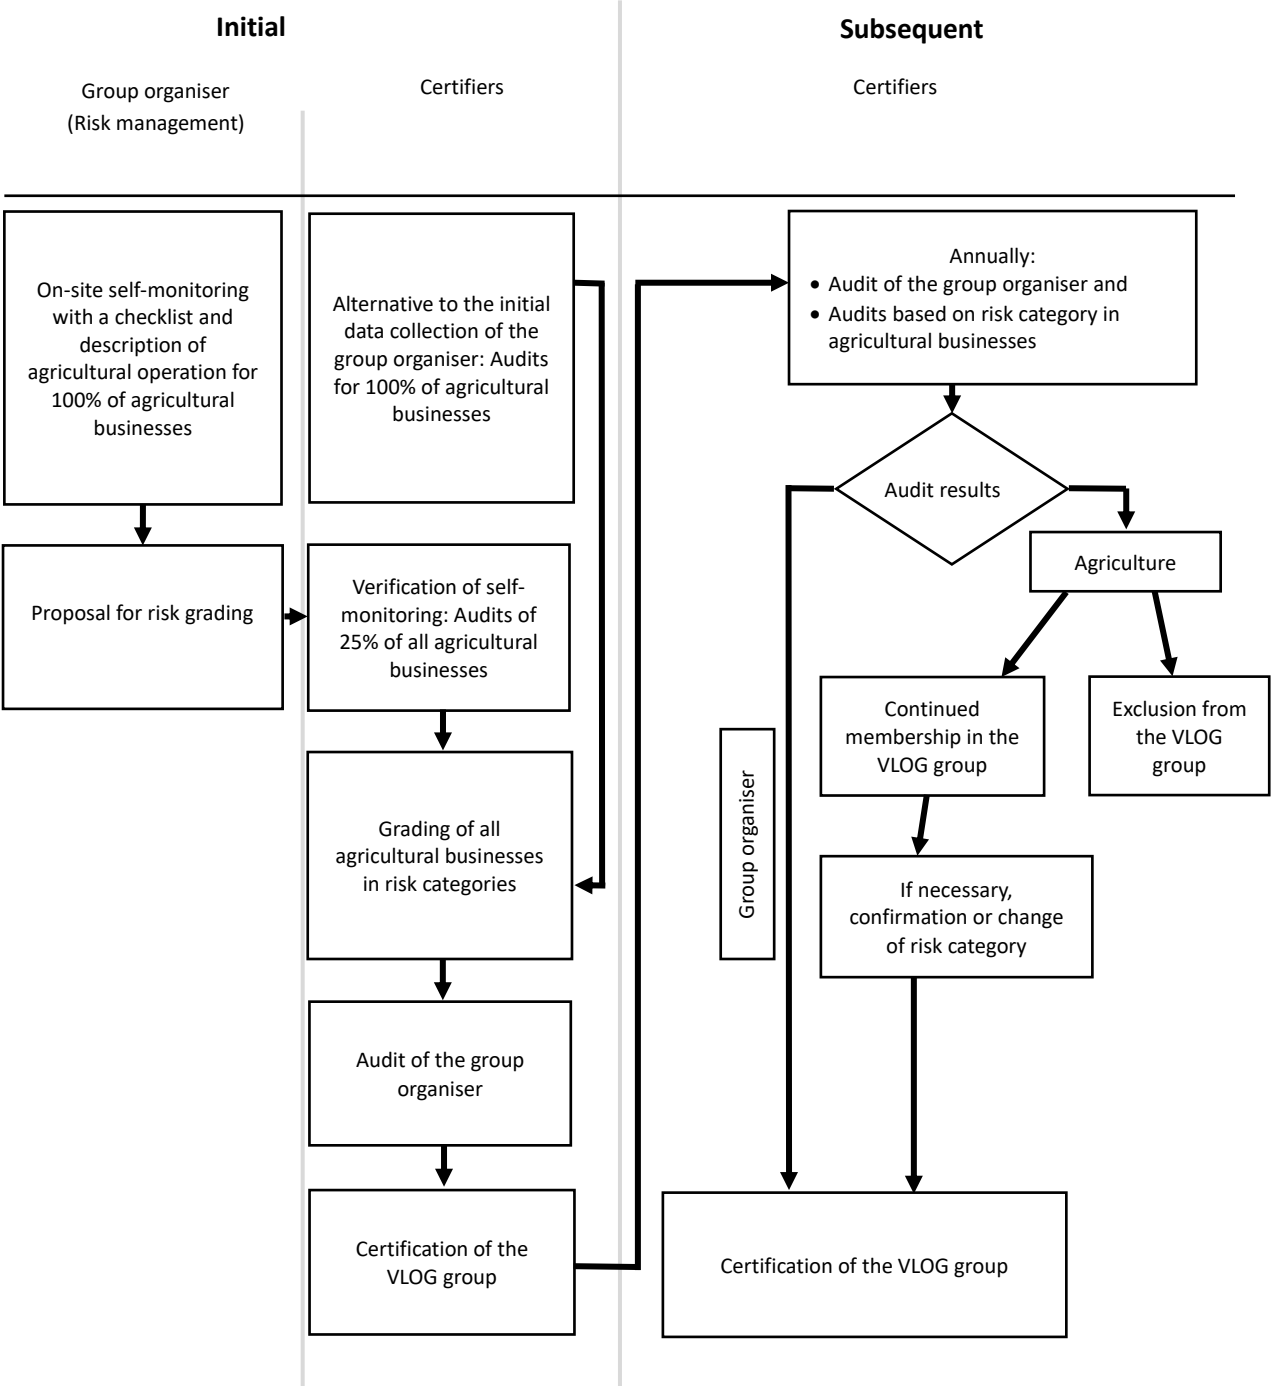 Initial
Subsequent
Group organiser
(Risk management)
Certifiers
Certifiers
On-site self-monitoring
with a checklist and
description of
agricultural operation for
100% of agricultural
businesses
Proposal for risk grading
Alternative to the initial
data collection of the
group organiser: Audits
for 100% of agricultural
businesses
Verification of self-
monitoring: Audits of
25% of all agricultural
businesses
Grading of all
agricultural businesses
in risk categories
Audit of the group
organiser
Certification of the
VLOG group
Annually:
• Audit of the group organiser and
• Audits based on risk category in
agricultural businesses
Audit results
Agriculture
Continued
membership in the
VLOG group
Exclusion from
the VLOG
group
Group organiser
If necessary,
confirmation or change
of risk category
Certification of the VLOG group